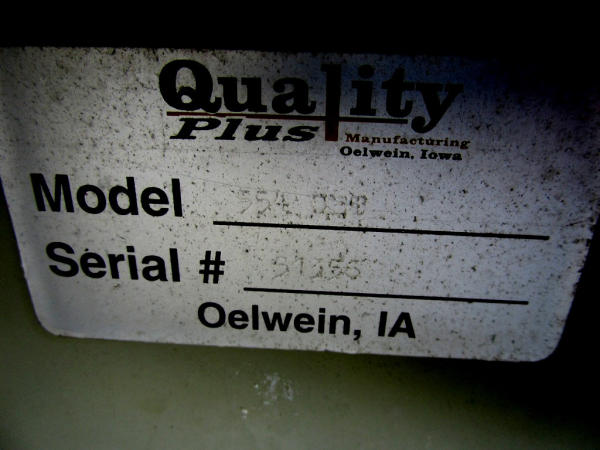 Quality
Plus
Manufacturing
Oelwein, Iowa
Model
Serial #
Oelwein, IA